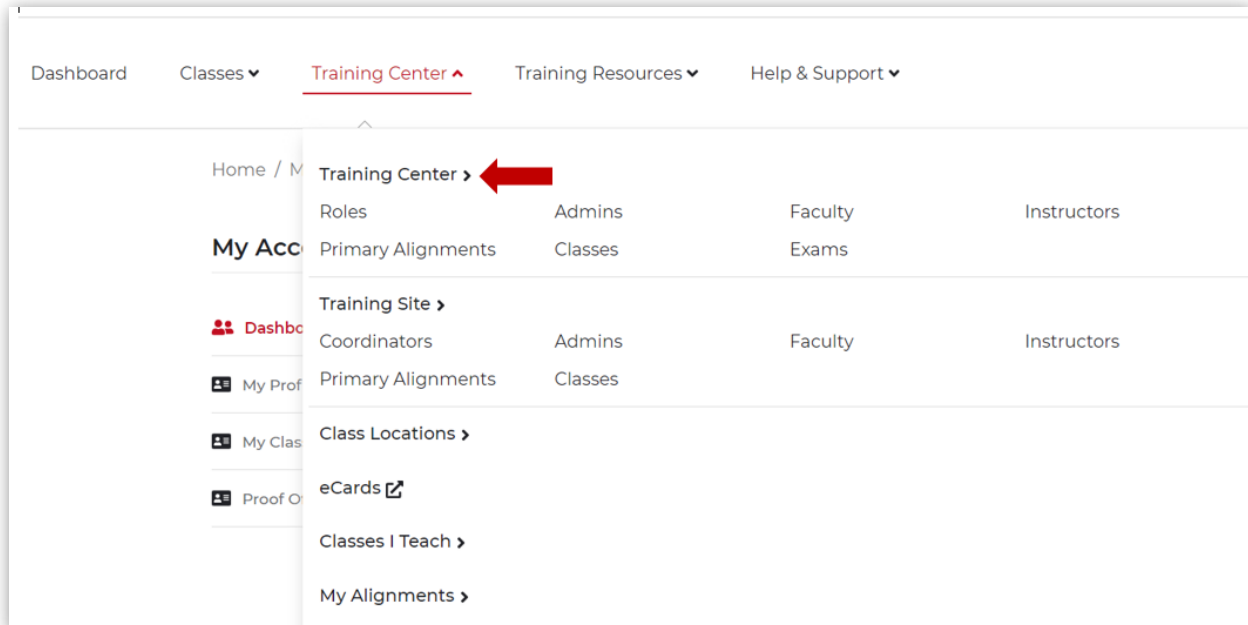 Dashboard Classes Training Center Training Resources Help & Support
Home / M
Training Center
Roles Admins Faculty Instructors
My Acc
Primary Alignments Classes Exams
Training Site
Dashbo
Coordinators Admins Faculty Instructors
Primary Alignments Classes
My Prof
Class Locations
My Clas
eCards
Proof O
Classes I Teach
My Alignments